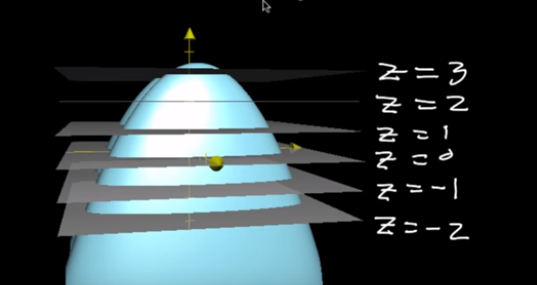 z = 3
z = 2
z = 1
z = 0
z = -1
z = -2